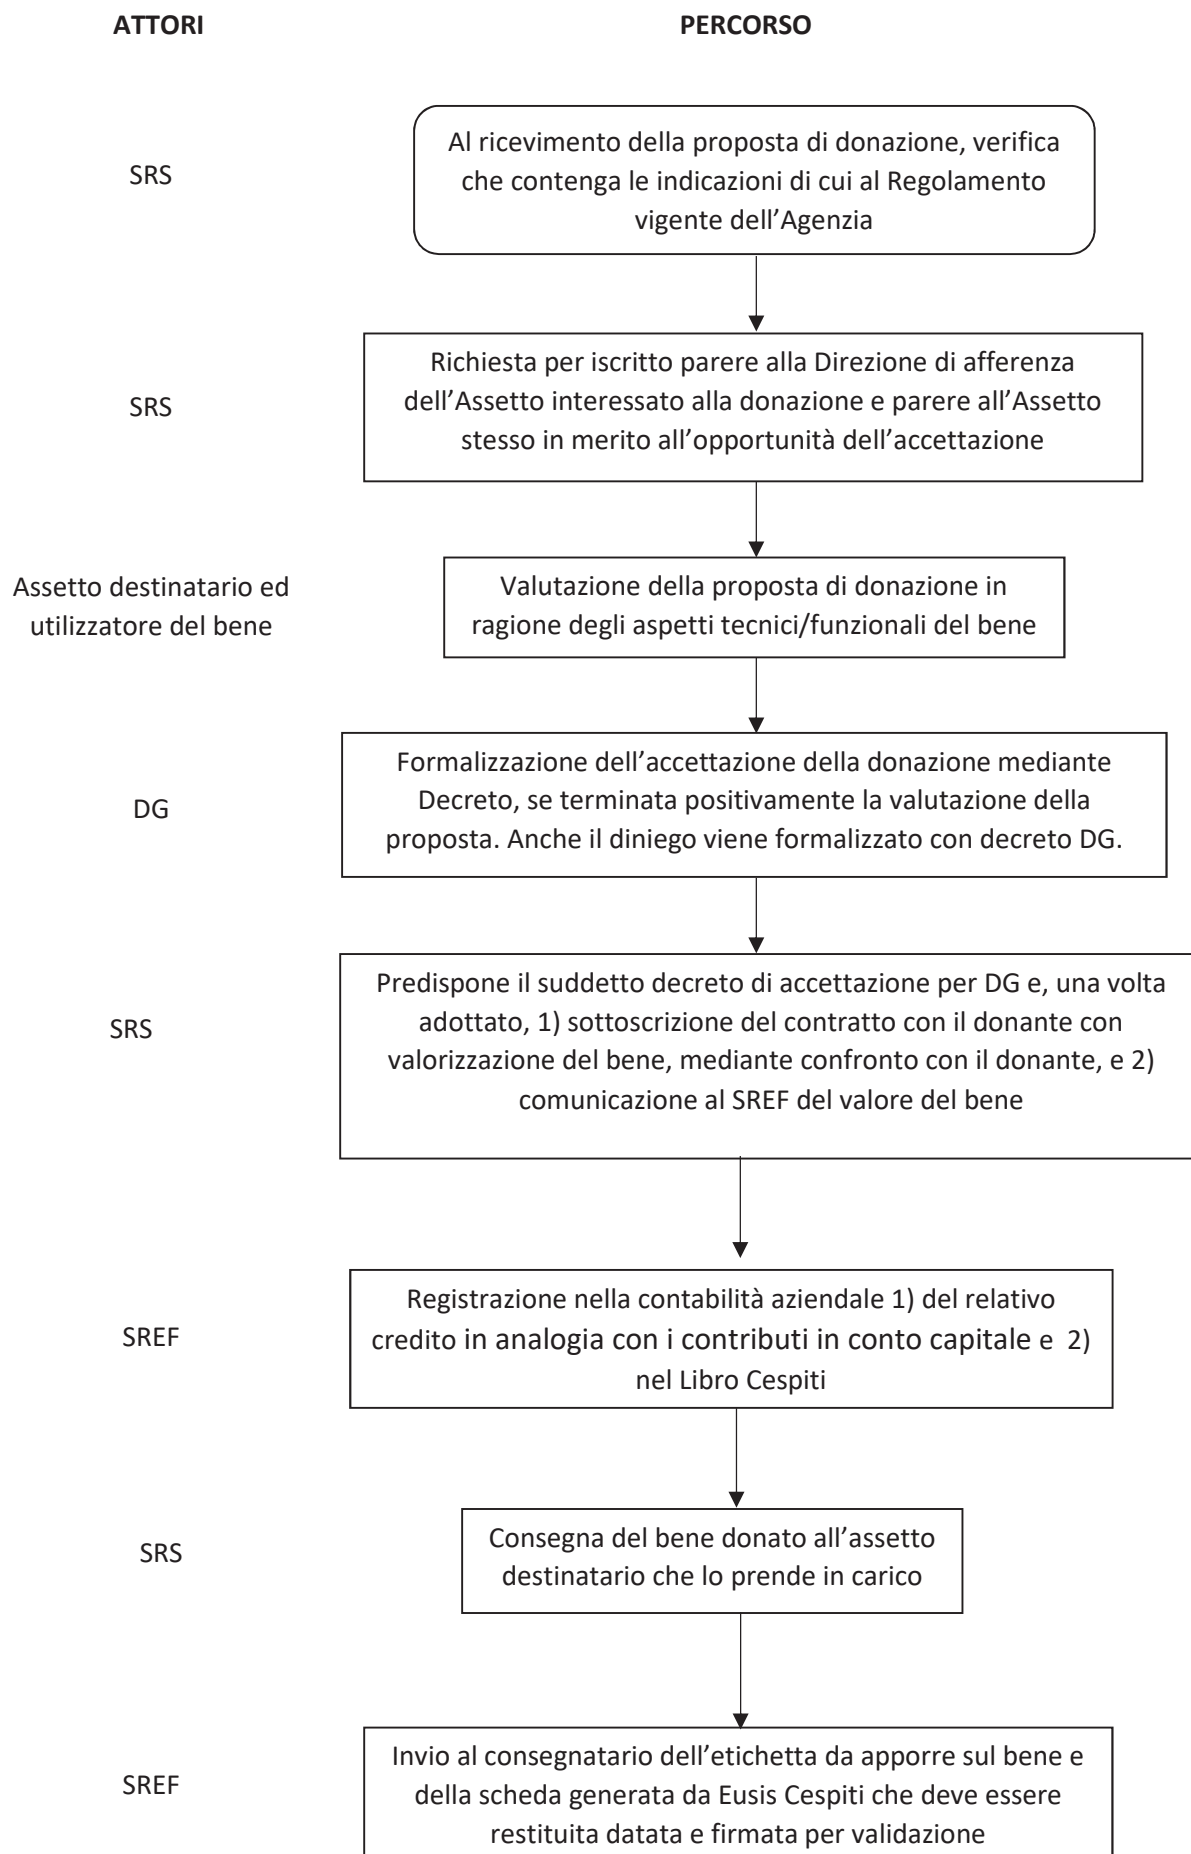 ATTORI
PERCORSO
SRS
Al ricevimento della proposta di donazione, verifica
che contenga le indicazioni di cui al Regolamento
vigente dell’Agenzia
SRS
Richiesta per iscritto parere alla Direzione di afferenza
dell’Assetto interessato alla donazione e parere all’Assetto
stesso in merito all’opportunità dell’accettazione
Assetto destinatario ed
utilizzatore del bene
Valutazione della proposta di donazione in
ragione degli aspetti tecnici/funzionali del bene
DG
Formalizzazione dell’accettazione della donazione mediante
Decreto, se terminata positivamente la valutazione della
proposta. Anche il diniego viene formalizzato con decreto DG.
SRS
Predispone il suddetto decreto di accettazione per DG e, una volta
adottato, 1) sottoscrizione del contratto con il donante con
valorizzazione del bene, mediante confronto con il donante, e 2)
comunicazione al SREF del valore del bene
SREF
Registrazione nella contabilità aziendale 1) del relativo
credito in analogia con i contributi in conto capitale e 2)
nel Libro Cespiti
SRS
Consegna del bene donato all’assetto
destinatario che lo prende in carico
SREF
Invio al consegnatario dell’etichetta da apporre sul bene e
della scheda generata da Eusis Cespiti che deve essere
restituita datata e firmata per validazione